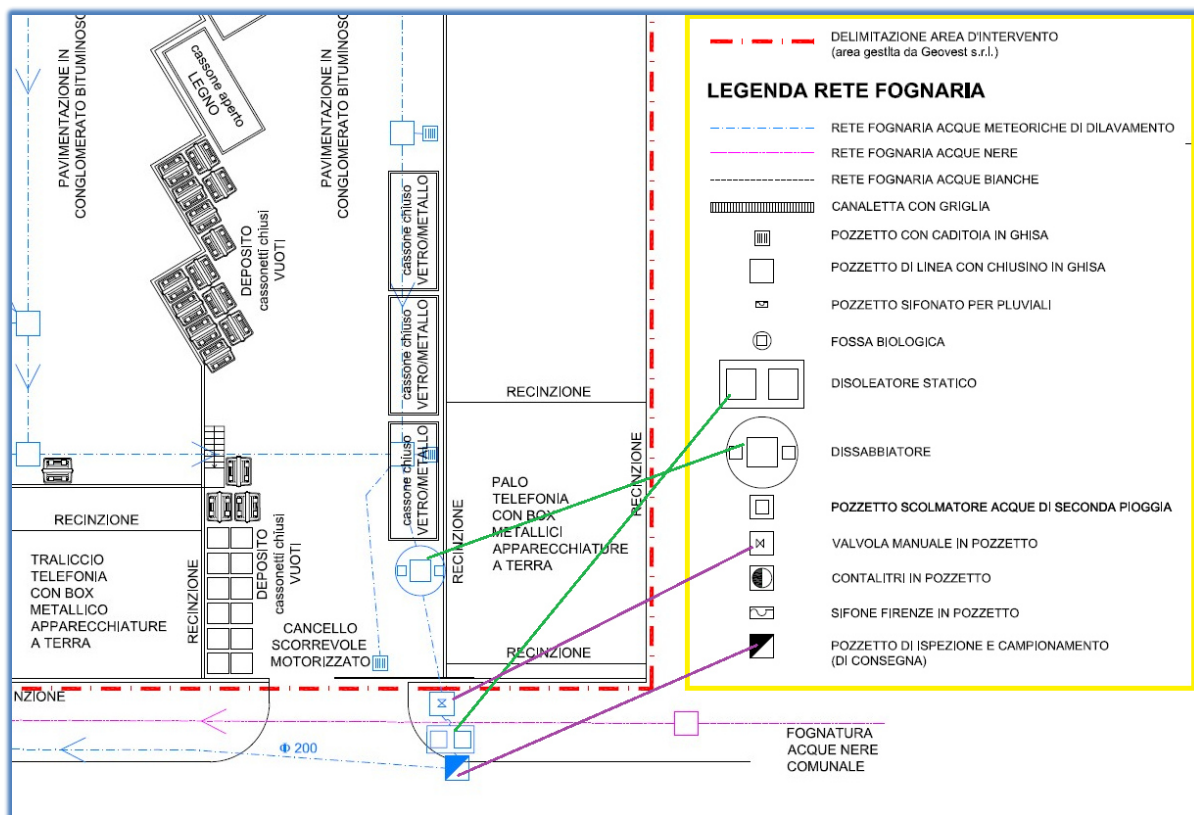 PAVIMENTAZIONE IN
CONGLOMERATO BITUMINOSO
cassone aperto
LEGNO
PAVIMENTAZIONE IN
CONGLOMERATO BITUMINOSO
DEPOSITO
cassonetti chiusi
VUOTI
cassone chiuso
VETRO/METALLO
cassone chiuso
VETRO/METALLO
cassone chiuso
VETRO/METALLO
RECINZIONE
RECINZIONE
RECINZIONE
PALO
TELEFONIA
CON BOX
METALLICI
APPARECCHIATURE
A TERRA
RECINZIONE
RECINZIONE
TRALICCIO
TELEFONIA
CON BOX
METALLICO
APPARECCHIATURE
A TERRA
RECINZIONE
DEPOSITO
cassonetti chiusi
VUOTI
CANCELLO
SCORREVOLE
MOTORIZZATO
RECINZIONE
NZIONE
Φ 200
FOGNATURA
ACQUE NERE
COMUNALE
DELIMITAZIONE AREA D'INTERVENTO
(area gestita da Geovest s.r.l.)
LEGENDA RETE FOGNARIA
RETE FOGNARIA ACQUE METEORICHE DI DILAVAMENTO
RETE FOGNARIA ACQUE NERE
RETE FOGNARIA ACQUE BIANCHE
CANALETTA CON GRIGLIA
POZZETTO CON CADITOIA IN GHISA
POZZETTO DI LINEA CON CHIUSINO IN GHISA
POZZETTO SIFONATO PER PLUVIALI
FOSSA BIOLOGICA
DISOLEATORE STATICO
DISSABBIATORE
POZZETTO SCOLMATORE ACQUE DI SECONDA PIOGGIA
VALVOLA MANUALE IN POZZETTO
CONTALITRI IN POZZETTO
SIFONE FIRENZE IN POZZETTO
POZZETTO DI ISPEZIONE E CAMPIONAMENTO
(DI CONSEGNA)